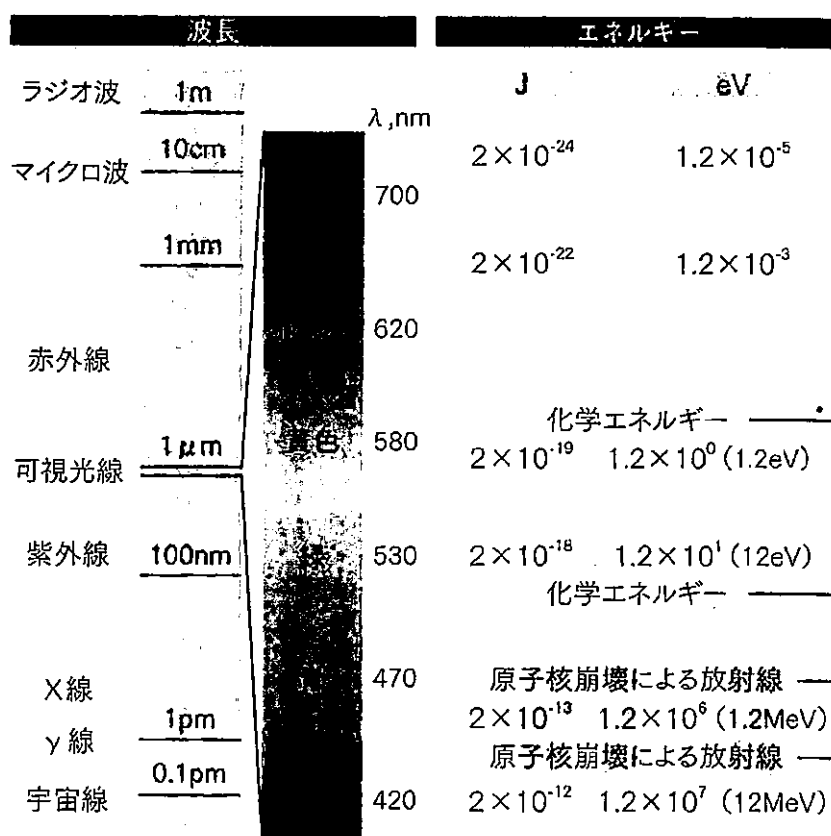 波長 エネルキー
J eV
ラジオ波 1m
λ,nm
マイクロ波 10cm 2×10⁻²⁴ 1.2×10⁻⁵
700
1mm 2×10⁻²² 1.2×10⁻³
620
赤外線
化学エネルギー
1μm 黄色 580 2×10⁻¹⁹ 1.2×10⁰ (1.2eV)
可視光線
紫外線 100nm 緑 530 2×10⁻¹⁸ 1.2×10¹ (12eV)
化学エネルギー
X線 470 原子核崩壊による放射線
1pm 2×10⁻¹³ 1.2×10⁶ (1.2MeV)
γ線 原子核崩壊による放射線
0.1pm
宇宙線 420 2×10⁻¹² 1.2×10⁷ (12MeV)